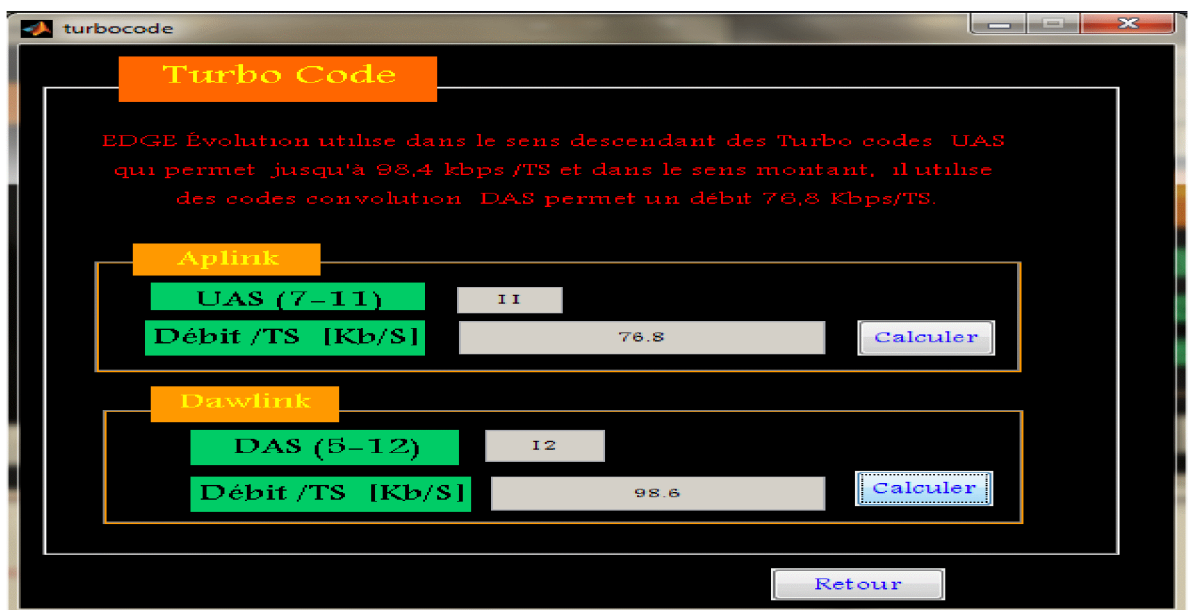 turbocode
Turbo Code
EDGE Évolution utilise dans le sens descendant des Turbo codes UAS
qui permet jusqu'à 98,4 kbps /TS et dans le sens montant, il utilise
des codes convolution DAS permet un débit 76,8 Kbps/TS.
Aplink
UAS (7-11)
11
Débit /TS [Kb/S]
76.8
Calculer
Dawlink
DAS (5-12)
12
Débit /TS [Kb/S]
98.6
Calculer
Retour